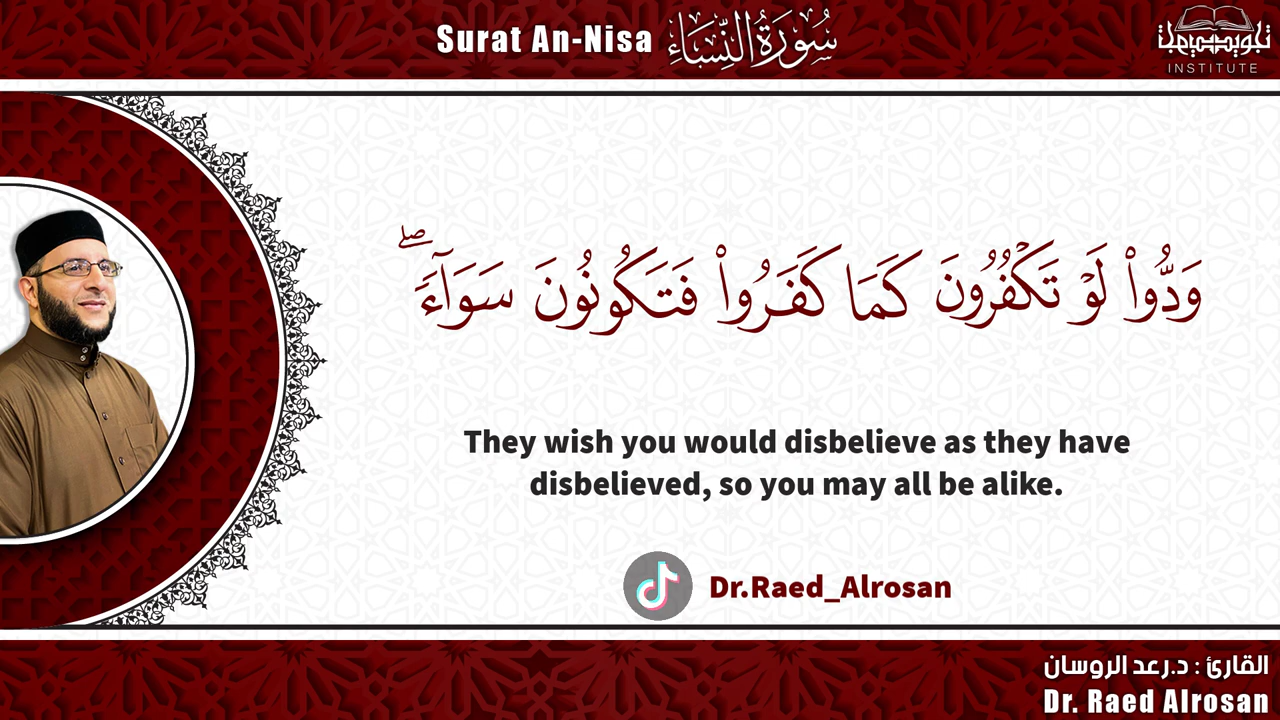 Surat An-Nisa سُورَةُ النِّسَاءِ
INSTITUTE
وَدُّوا۟ لَوْ تَكْفُرُونَ كَمَا كَفَرُوا۟ فَتَكُونُونَ سَوَآءً ۖ
They wish you would disbelieve as they have
disbelieved, so you may all be alike.
Dr.Raed_Alrosan
القارئ : د.رعد الروسان
Dr. Raed Alrosan